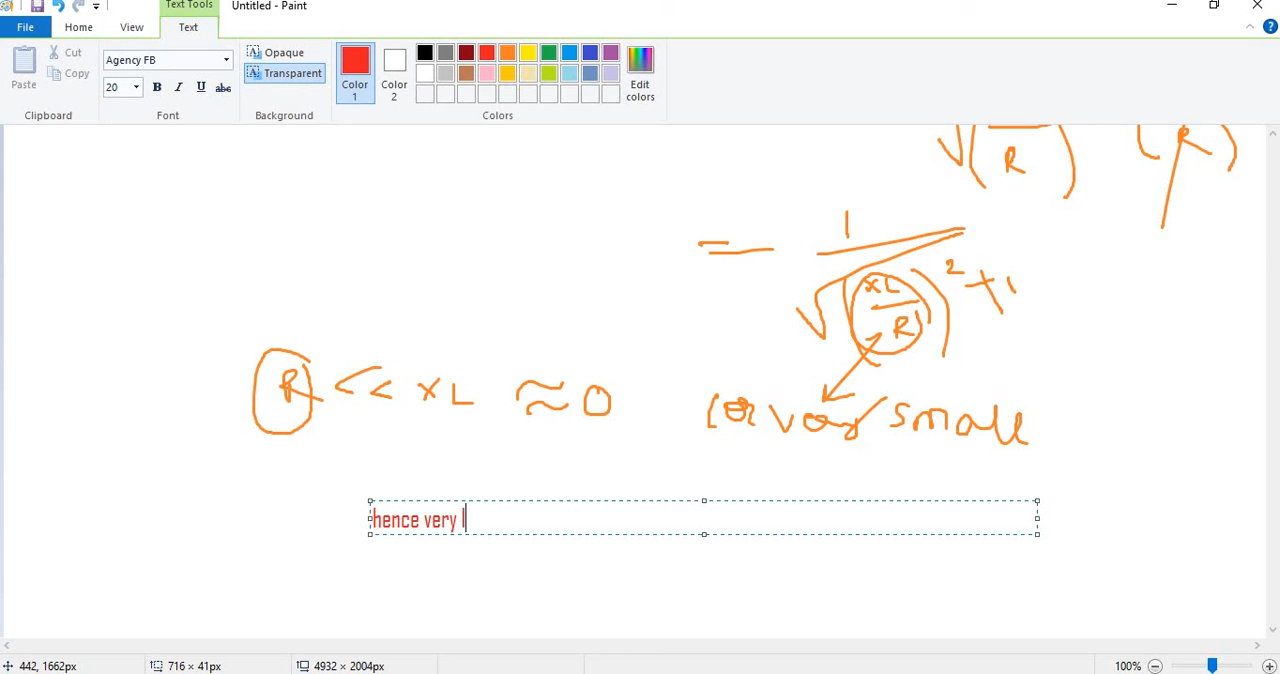 Text Tools
Untitled - Paint
File Home View Text
Paste
Cut
Copy
Clipboard
Agency FB
20
B I U abc
Font
A Opaque
A Transparent
Background
Color 1
Color 2
Edit colors
Colors
√(R) (R)
= 1
√(XL/R)² +1
R << XL ≈ 0 (or very small
hence very l
442, 1662px 716 × 41px 4932 × 2004px 100%